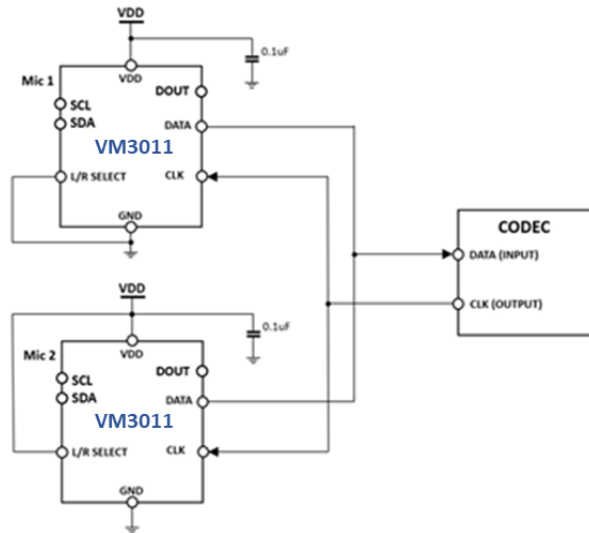 VDD
0.1uF
VDD
Mic 1
DOUT
SCL
SDA
DATA
VM3011
L/R SELECT
CLK
GND
CODEC
DATA (INPUT)
CLK (OUTPUT)
VDD
0.1uF
VDD
Mic 2
DOUT
SCL
SDA
DATA
VM3011
L/R SELECT
CLK
GND